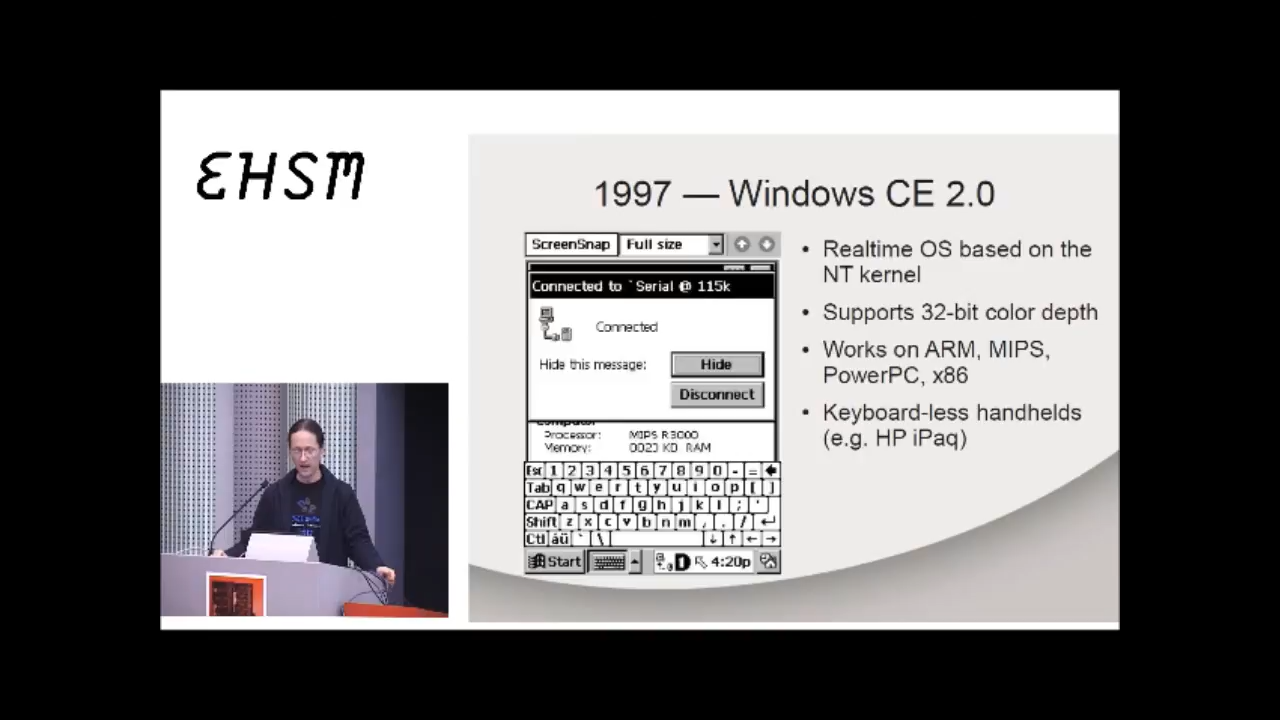 EHSM
1997 — Windows CE 2.0
ScreenSnap Full size
Connected to `Serial @ 115k
Connected
Hide this message: Hide
Disconnect
Computer
Processor: MIPS R3000
Memory: KB RAM
Esc 1 2 3 4 5 6 7 8 9 0 - =
Tab q w e r t y u i o p [ ]
CAP a s d f g h j k l ; '
Shift z x c v b n m , . /
Ctl áü ` \
Start 4:20p
• Realtime OS based on the
NT kernel
• Supports 32-bit color depth
• Works on ARM, MIPS,
PowerPC, x86
• Keyboard-less handhelds
(e.g. HP iPaq)